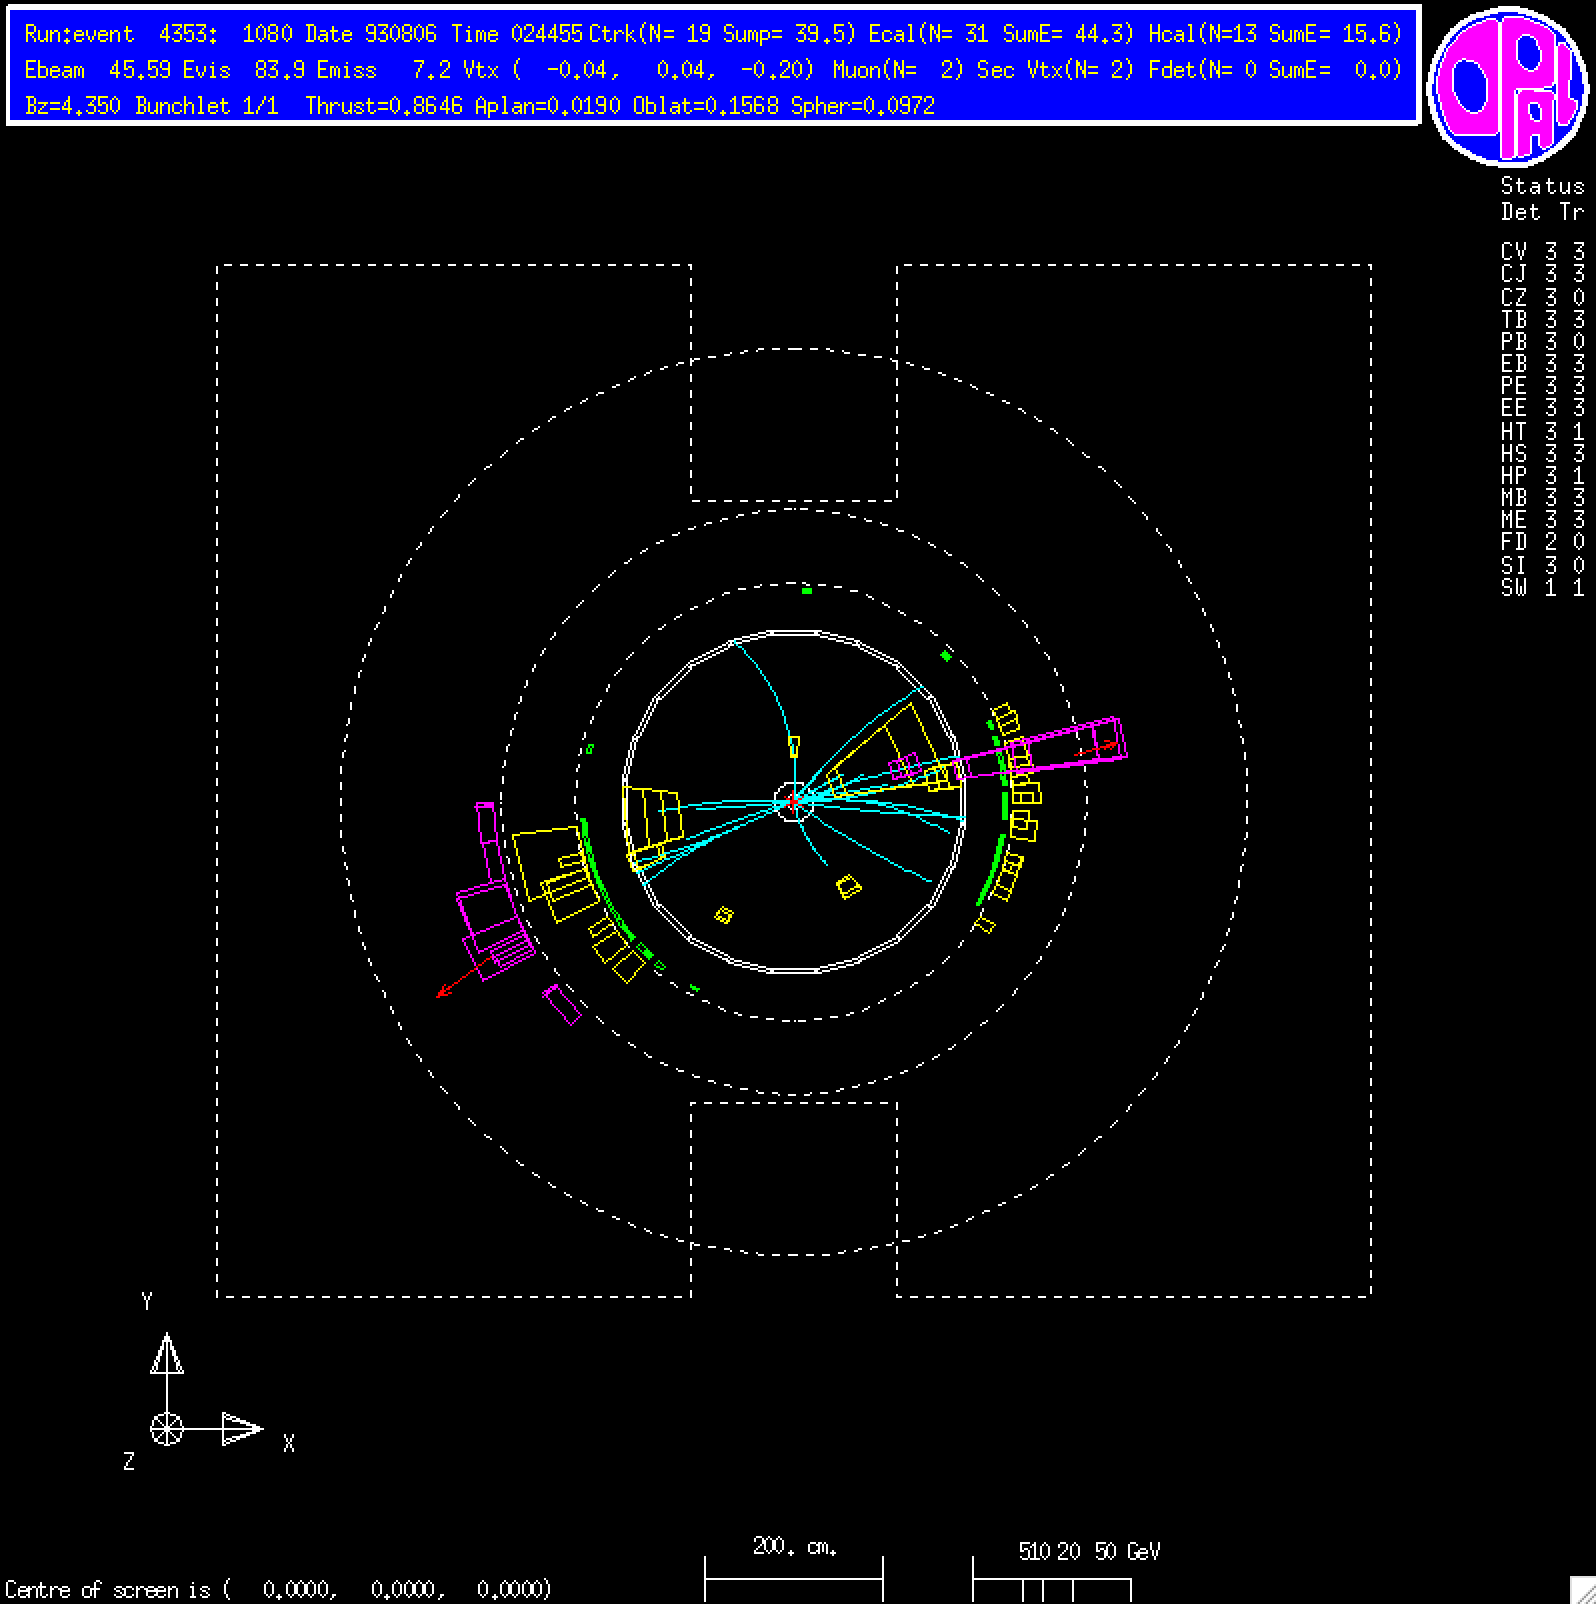 Run:event 4353: 1080 Date 930806 Time 024455 Ctrk(N= 19 Sump= 39.5) Ecal(N= 31 SumE= 44.3) Hcal(N=13 SumE= 15.6)
Ebeam 45.59 Evis 83.9 Emiss 7.2 Vtx ( -0.04, 0.04, -0.20) Muon(N= 2) Sec Vtx(N= 2) Fdet(N= 0 SumE= 0.0)
Bz=4.350 Bunchlet 1/1 Thrust=0.8646 Aplan=0.0190 Oblat=0.1568 Spher=0.0972
OPAL
Status
Det Tr
CV 3 3
CJ 3 3
CZ 3 0
TB 3 3
PB 3 0
EB 3 3
PE 3 3
EE 3 3
HT 3 1
HS 3 3
HP 3 1
MB 3 3
ME 3 3
FD 2 0
SI 3 0
SW 1 1
Y
X
Z
200. cm.
5 10 20 50 GeV
Centre of screen is ( 0.0000, 0.0000, 0.0000)